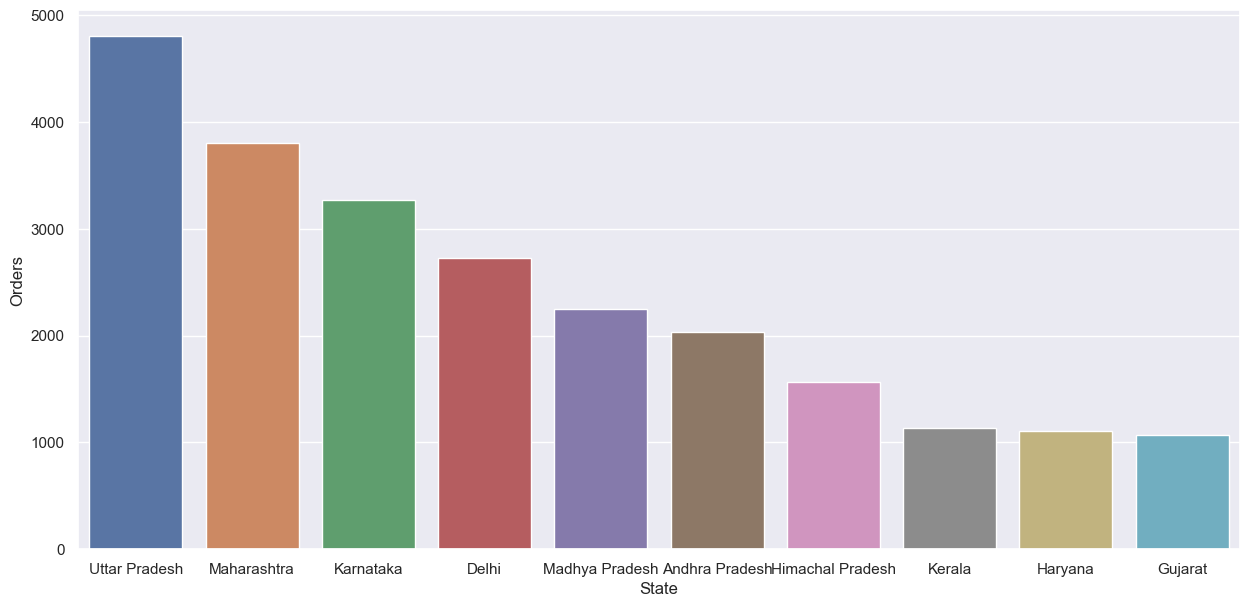 5000
4000
3000
2000
1000
0
Orders
Uttar Pradesh Maharashtra Karnataka Delhi Madhya Pradesh Andhra Pradesh Himachal Pradesh Kerala Haryana Gujarat
State